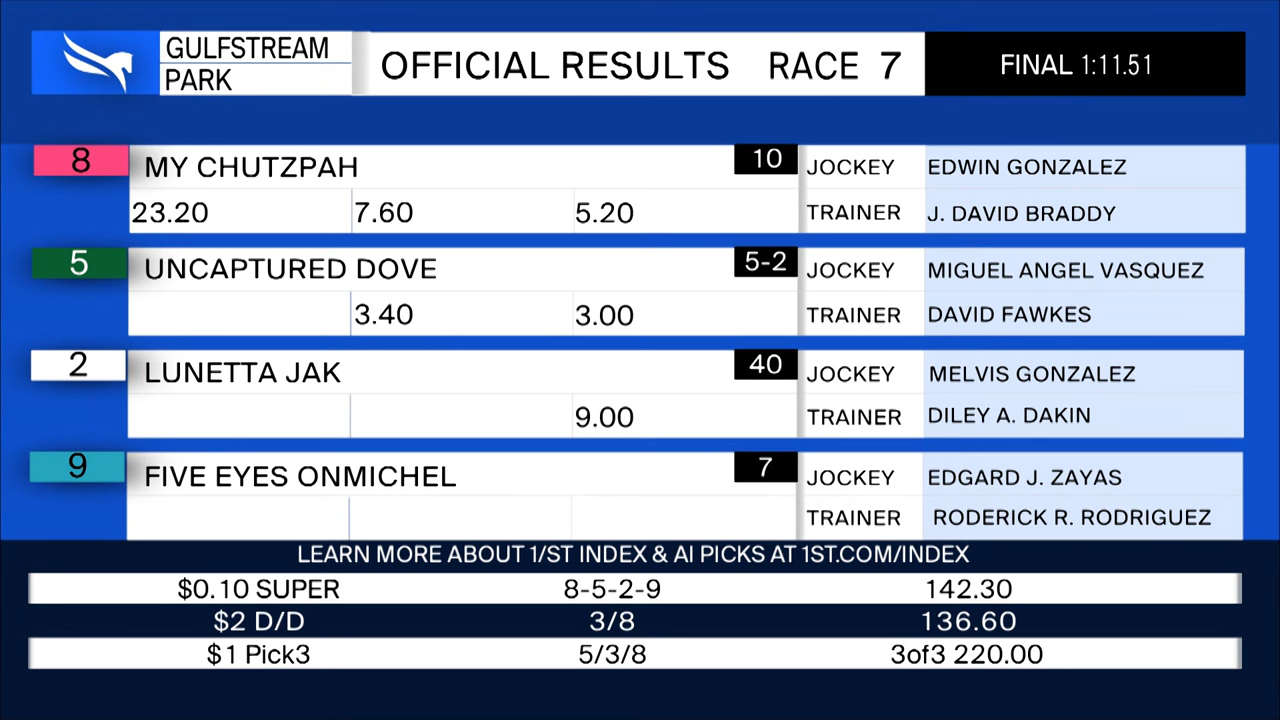 GULFSTREAM
PARK
OFFICIAL RESULTS RACE 7
FINAL 1:11.51
8 MY CHUTZPAH 10 JOCKEY EDWIN GONZALEZ
23.20 7.60 5.20 TRAINER J. DAVID BRADDY
5 UNCAPTURED DOVE 5-2 JOCKEY MIGUEL ANGEL VASQUEZ
3.40 3.00 TRAINER DAVID FAWKES
2 LUNETTA JAK 40 JOCKEY MELVIS GONZALEZ
9.00 TRAINER DILEY A. DAKIN
9 FIVE EYES ONMICHEL 7 JOCKEY EDGARD J. ZAYAS
TRAINER RODERICK R. RODRIGUEZ
LEARN MORE ABOUT 1/ST INDEX & AI PICKS AT 1ST.COM/INDEX
$0.10 SUPER 8-5-2-9 142.30
$2 D/D 3/8 136.60
$1 Pick3 5/3/8 3of3 220.00